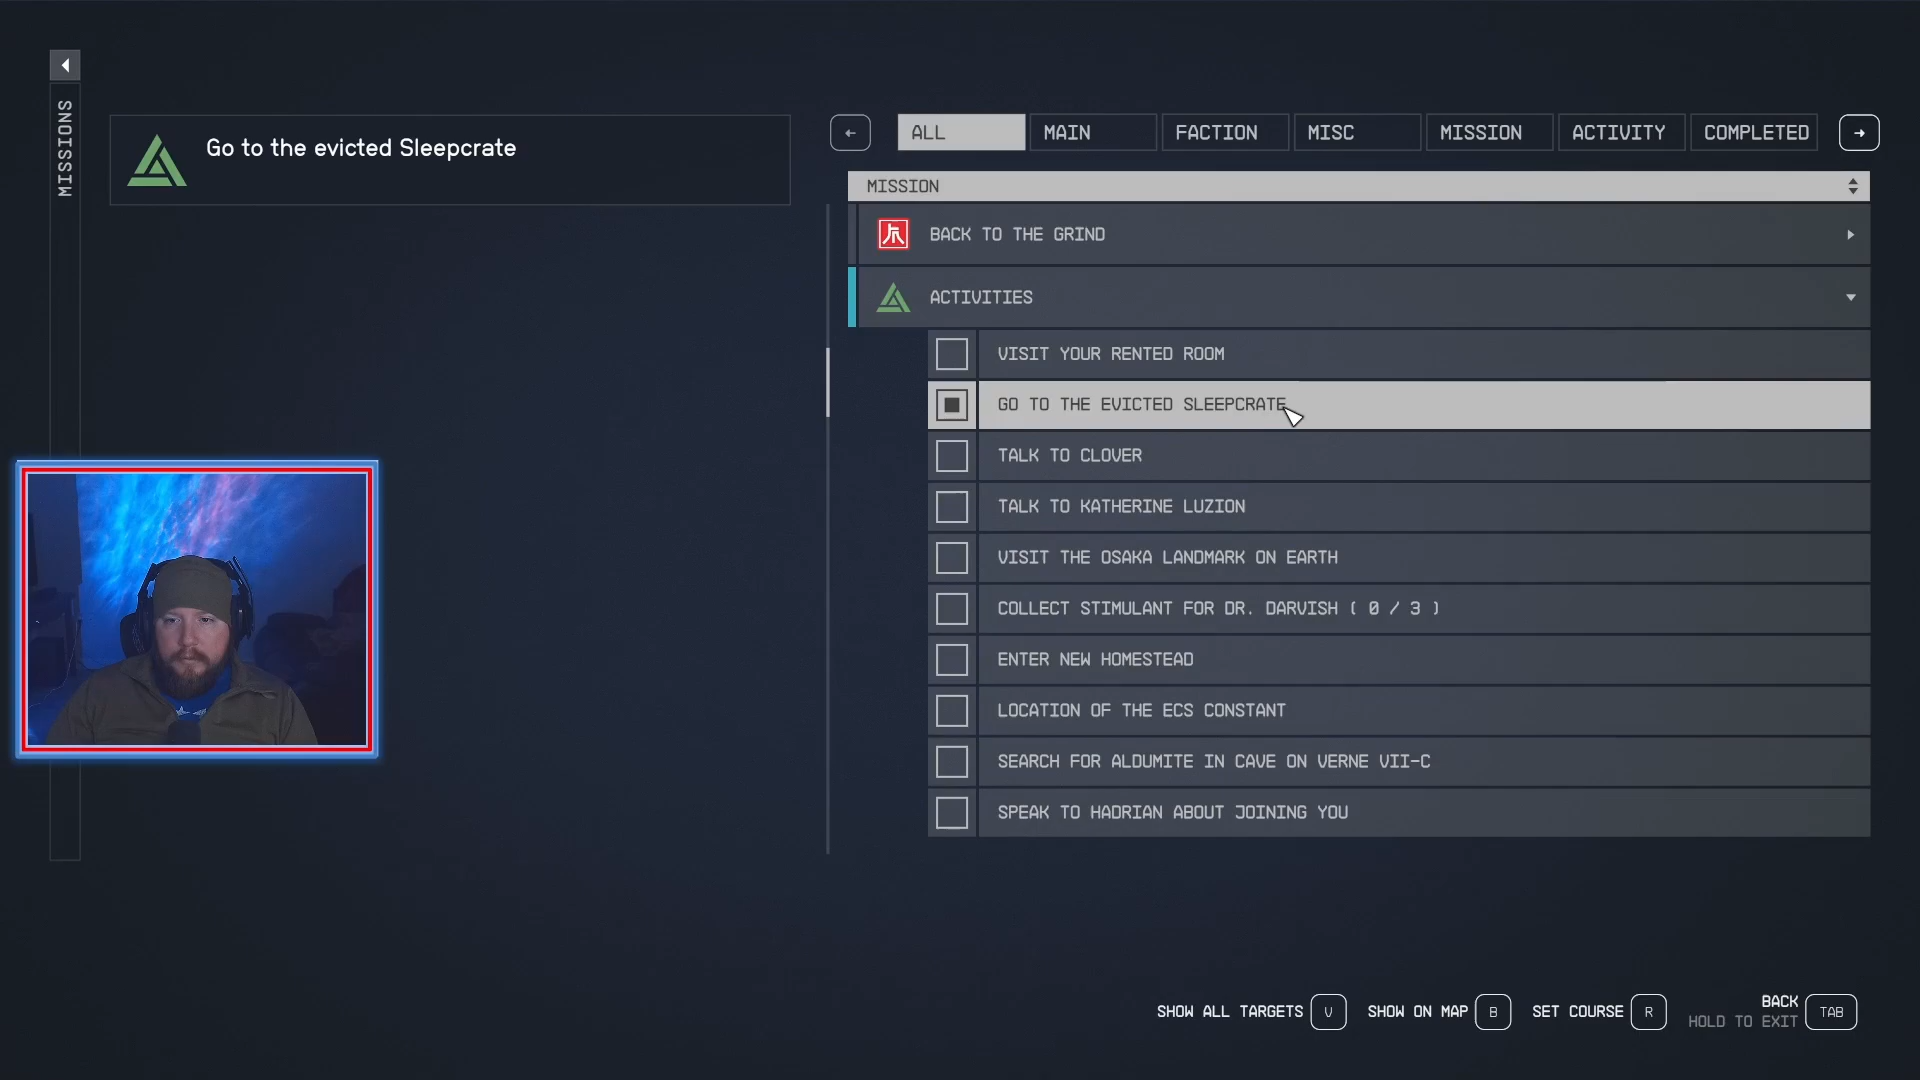 MISSIONS
Go to the evicted Sleepcrate
ALL
MAIN
FACTION
MISC
MISSION
ACTIVITY
COMPLETED
MISSION
BACK TO THE GRIND
ACTIVITIES
VISIT YOUR RENTED ROOM
GO TO THE EVICTED SLEEPCRATE
TALK TO CLOVER
TALK TO KATHERINE LUZION
VISIT THE OSAKA LANDMARK ON EARTH
COLLECT STIMULANT FOR DR. DARVISH ( 0 / 3 )
ENTER NEW HOMESTEAD
LOCATION OF THE ECS CONSTANT
SEARCH FOR ALDUMITE IN CAVE ON VERNE VII-C
SPEAK TO HADRIAN ABOUT JOINING YOU
SHOW ALL TARGETS V
SHOW ON MAP B
SET COURSE R
BACK
HOLD TO EXIT
TAB